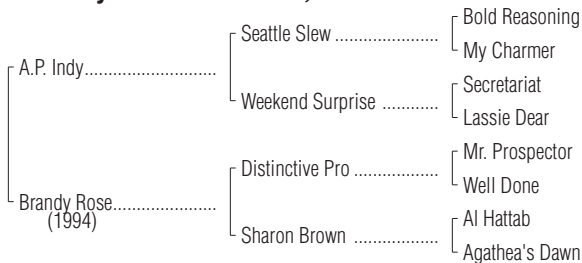 Bold Reasoning
Seattle Slew ....................
My Charmer
A.P. Indy.........................
Secretariat
Weekend Surprise ............
Lassie Dear
Mr. Prospector
Distinctive Pro .................
Well Done
Brandy Rose....................
(1994)
Al Hattab
Sharon Brown .................
Agathea's Dawn